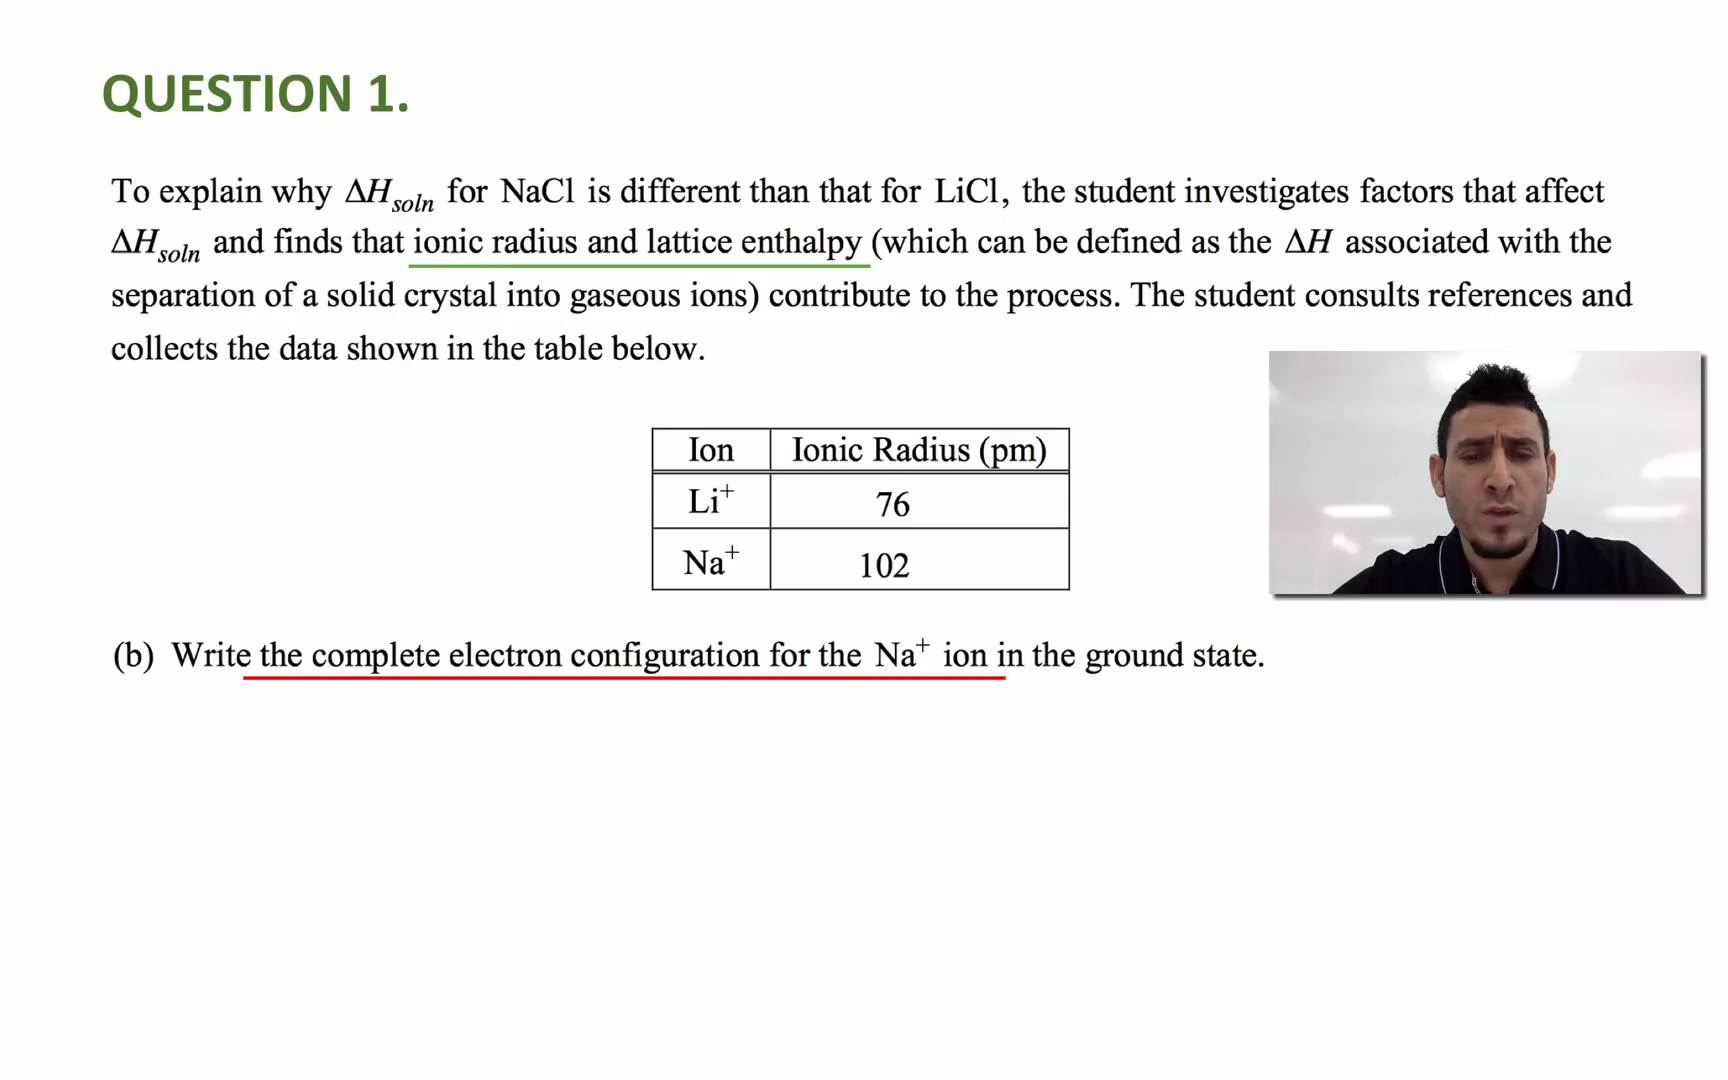 QUESTION 1.
To explain why ΔH_soln for NaCl is different than that for LiCl, the student investigates factors that affect
ΔH_soln and finds that ionic radius and lattice enthalpy (which can be defined as the ΔH associated with the
separation of a solid crystal into gaseous ions) contribute to the process. The student consults references and
collects the data shown in the table below.
Ion Ionic Radius (pm)
Li⁺ 76
Na⁺ 102
(b) Write the complete electron configuration for the Na⁺ ion in the ground state.